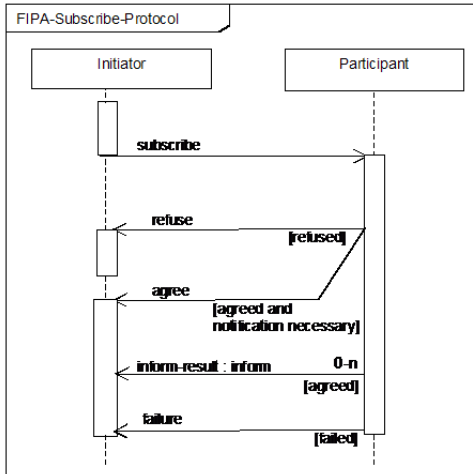 FIPA-Subscribe-Protocol
Initiator
Participant
subscribe
refuse
[refused]
agree
[agreed and
notification necessary]
inform-result : inform
0-n
[agreed]
failure
[failed]